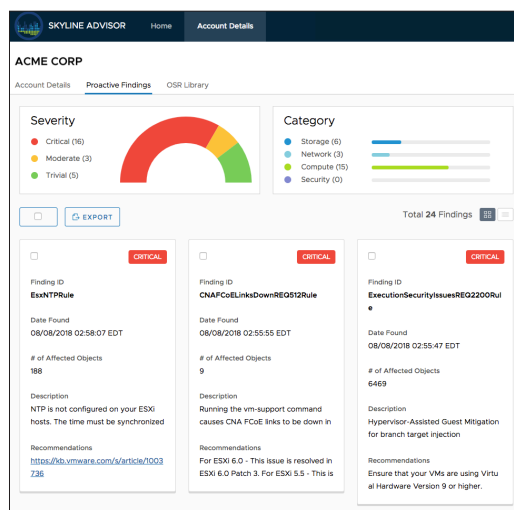 SKYLINE ADVISOR Home Account Details
ACME CORP
Account Details Proactive Findings OSR Library
Severity
Critical (16)
Moderate (3)
Trivial (5)
Category
Storage (6)
Network (3)
Compute (15)
Security (0)
EXPORT
Total 24 Findings
CRITICAL
Finding ID
EsxNTPRule
Date Found
08/08/2018 02:58:07 EDT
# of Affected Objects
188
Description
NTP is not configured on your ESXi
hosts. The time must be synchronized
Recommendations
https://kb.vmware.com/s/article/1003
736
CRITICAL
Finding ID
CNAFCoELinksDownREQ512Rule
Date Found
08/08/2018 02:55:55 EDT
# of Affected Objects
9
Description
Running the vm-support command
causes CNA FCoE links to be down in
Recommendations
For ESXi 6.0 - This issue is resolved in
ESXi 6.0 Patch 3. For ESXi 5.5 - This is
CRITICAL
Finding ID
ExecutionSecurityIssuesREQ2200Rul
e
Date Found
08/08/2018 02:55:47 EDT
# of Affected Objects
6469
Description
Hypervisor-Assisted Guest Mitigation
for branch target injection
Recommendations
Ensure that your VMs are using Virtu
al Hardware Version 9 or higher.